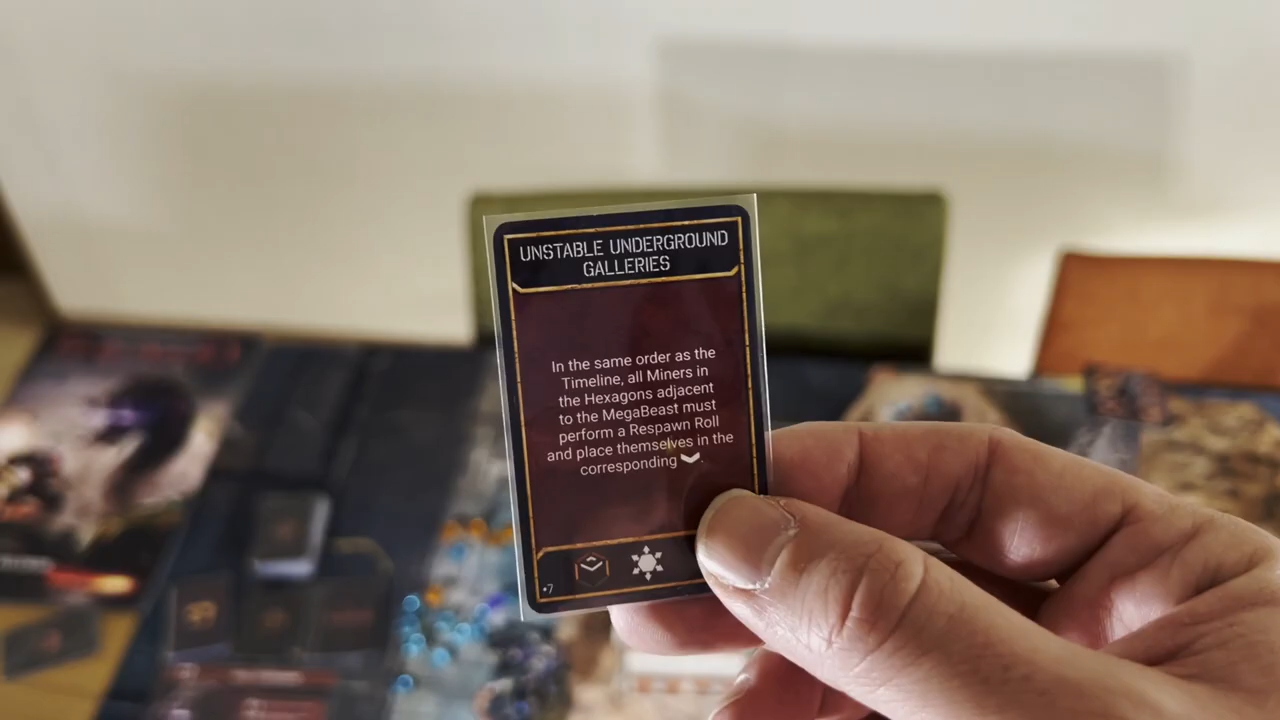 UNSTABLE UNDERGROUND
GALLERIES
In the same order as the
Timeline, all Miners in
the Hexagons adjacent
to the MegaBeast must
perform a Respawn Roll
and place themselves in the
corresponding .
•7